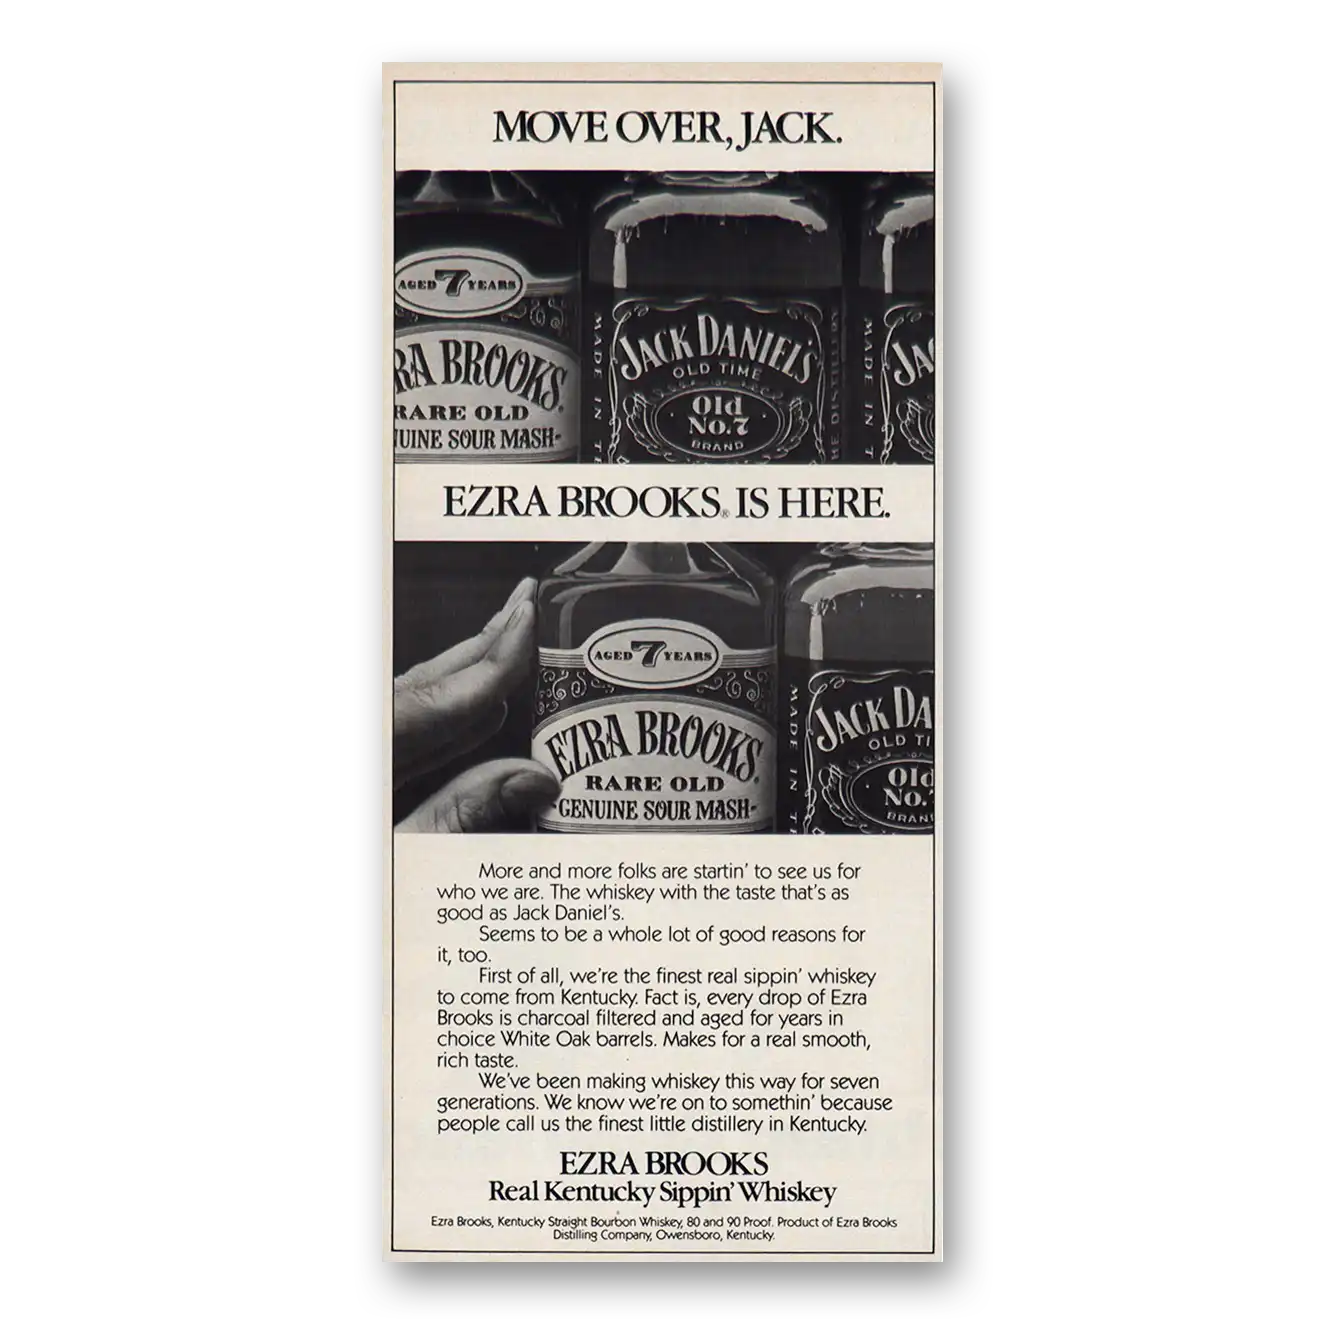 MOVE OVER, JACK.
AGED 7 YEARS
RA BROOKS.
RARE OLD
NUINE SOUR MASH-
MADE IN TE
JACK DANIEL'S
OLD TIME
Old
No.7
BRAND
MADE IN T
JA
EZRA BROOKS® IS HERE.
AGED 7 YEARS
EZRA BROOKS.
RARE OLD
-GENUINE SOUR MASH-
MADE IN TE
JACK DA
OLD TI
Old
No.7
BRAN
More and more folks are startin' to see us for
who we are. The whiskey with the taste that's as
good as Jack Daniel's.
Seems to be a whole lot of good reasons for
it, too.
First of all, we're the finest real sippin' whiskey
to come from Kentucky. Fact is, every drop of Ezra
Brooks is charcoal filtered and aged for years in
choice White Oak barrels. Makes for a real smooth,
rich taste.
We've been making whiskey this way for seven
generations. We know we're on to somethin' because
people call us the finest little distillery in Kentucky.
EZRA BROOKS
Real Kentucky Sippin' Whiskey
Ezra Brooks, Kentucky Straight Bourbon Whiskey, 80 and 90 Proof. Product of Ezra Brooks
Distilling Company, Owensboro, Kentucky.